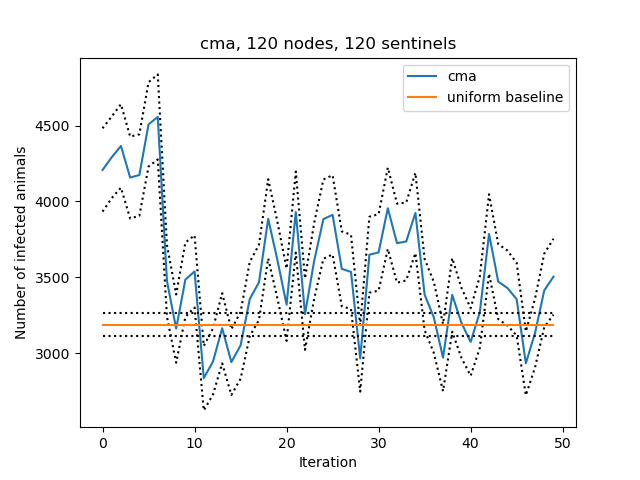 cma, 120 nodes, 120 sentinels
cma
uniform baseline
Number of infected animals
4500
4000
3500
3000
0
10
20
30
40
50
Iteration